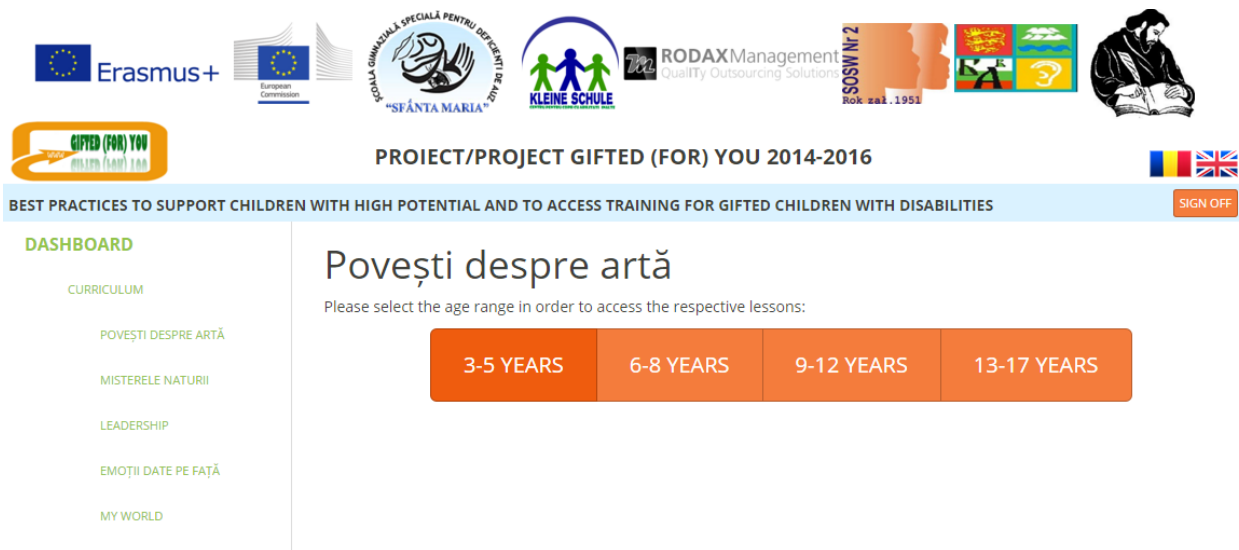 Erasmus+
European
Commission
ȘCOALA GIMNAZIALĂ SPECIALĂ PENTRU DEFICIENȚI DE AUZ
"SFÂNTA MARIA"
KLEINE SCHULE
RODAX Management
QualITy Outsourcing Solutions
SOSW Nr 2
Rok zał.1951
GIFTED (FOR) YOU
PROIECT/PROJECT GIFTED (FOR) YOU 2014-2016
BEST PRACTICES TO SUPPORT CHILDREN WITH HIGH POTENTIAL AND TO ACCESS TRAINING FOR GIFTED CHILDREN WITH DISABILITIES
SIGN OFF
DASHBOARD
CURRICULUM
POVEȘTI DESPRE ARTĂ
MISTERELE NATURII
LEADERSHIP
EMOȚII DATE PE FAȚĂ
MY WORLD
Povești despre artă
Please select the age range in order to access the respective lessons:
3-5 YEARS
6-8 YEARS
9-12 YEARS
13-17 YEARS